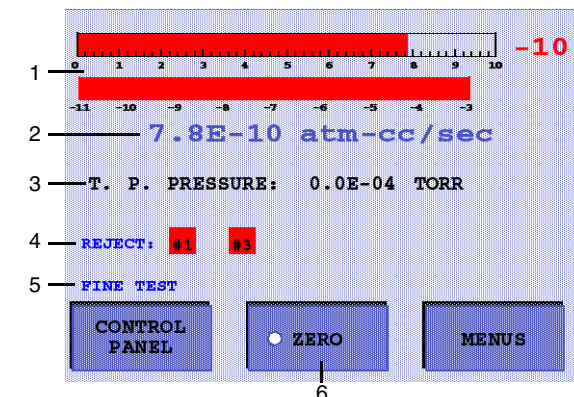 -10
0 1 2 3 4 5 6 7 8 9 10
1
-11 -10 -9 -8 -7 -6 -5 -4 -3
2 7.8E-10 atm-cc/sec
3 T. P. PRESSURE: 0.0E-04 TORR
4 REJECT: #1 #3
5 FINE TEST
CONTROL PANEL
ZERO
MENUS
6